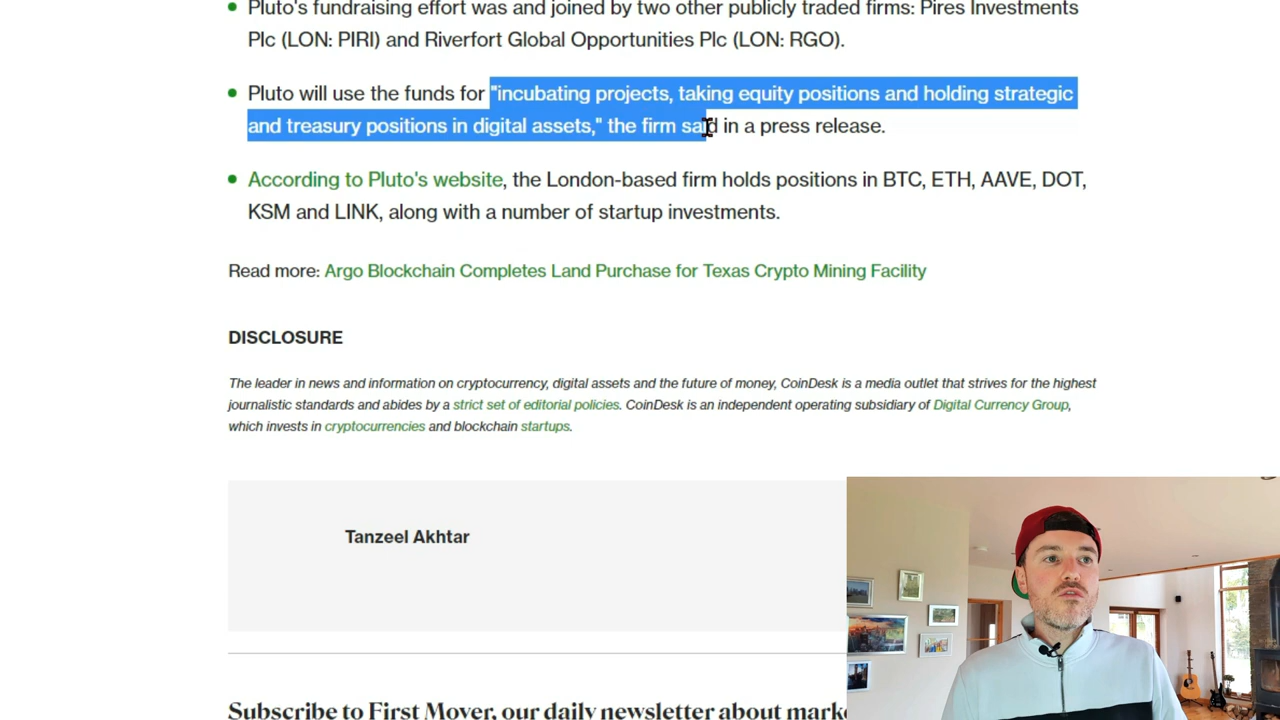 Pluto's fundraising effort was and joined by two other publicly traded firms: Pires Investments
Plc (LON: PIRI) and Riverfort Global Opportunities Plc (LON: RGO).
Pluto will use the funds for "incubating projects, taking equity positions and holding strategic
and treasury positions in digital assets," the firm said in a press release.
According to Pluto's website, the London-based firm holds positions in BTC, ETH, AAVE, DOT,
KSM and LINK, along with a number of startup investments.
Read more: Argo Blockchain Completes Land Purchase for Texas Crypto Mining Facility
DISCLOSURE
The leader in news and information on cryptocurrency, digital assets and the future of money, CoinDesk is a media outlet that strives for the highest
journalistic standards and abides by a strict set of editorial policies. CoinDesk is an independent operating subsidiary of Digital Currency Group,
which invests in cryptocurrencies and blockchain startups.
Tanzeel Akhtar
Subscribe to First Mover, our daily newsletter about